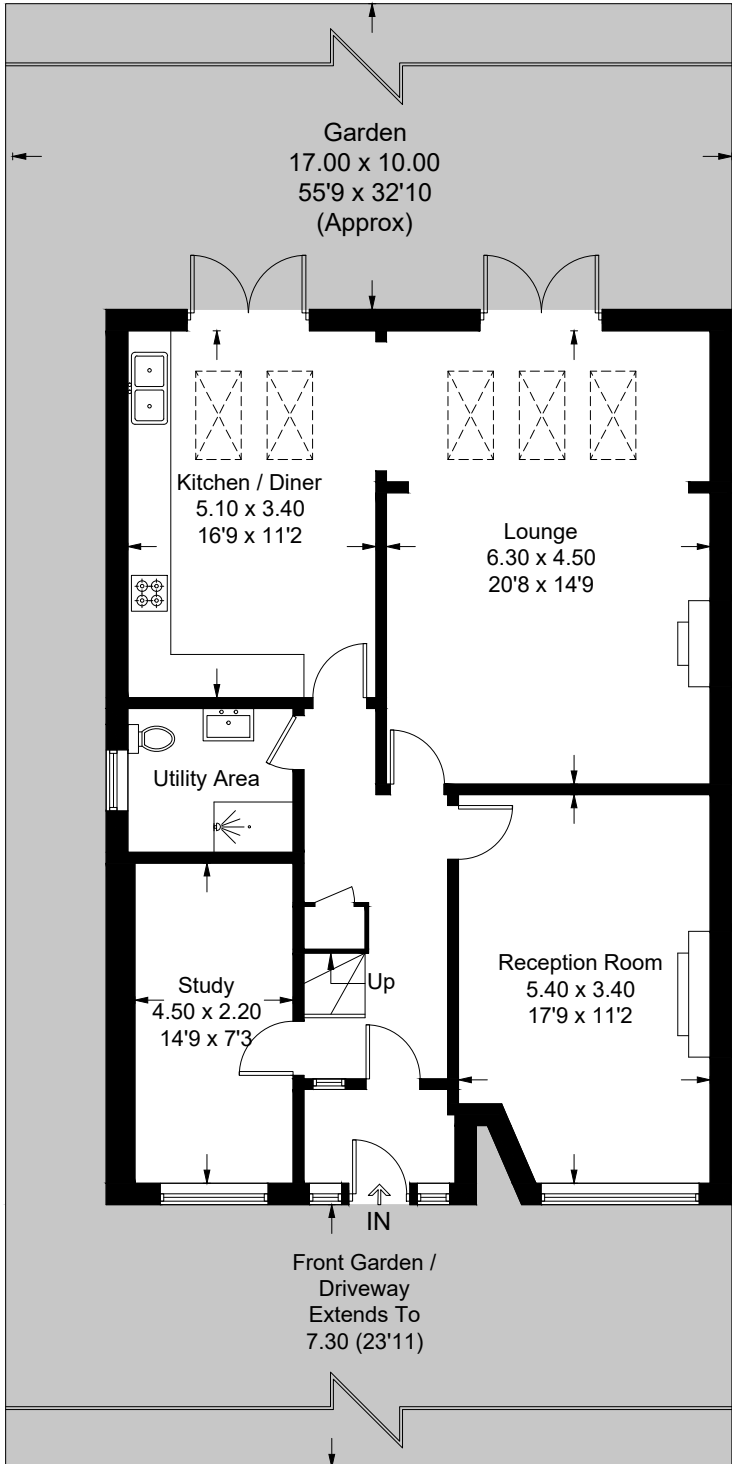 Garden
17.00 x 10.00
55'9 x 32'10
(Approx)
Kitchen / Diner
5.10 x 3.40
16'9 x 11'2
Lounge
6.30 x 4.50
20'8 x 14'9
Utility Area
Study
4.50 x 2.20
14'9 x 7'3
Up
Reception Room
5.40 x 3.40
17'9 x 11'2
IN
Front Garden /
Driveway
Extends To
7.30 (23'11)